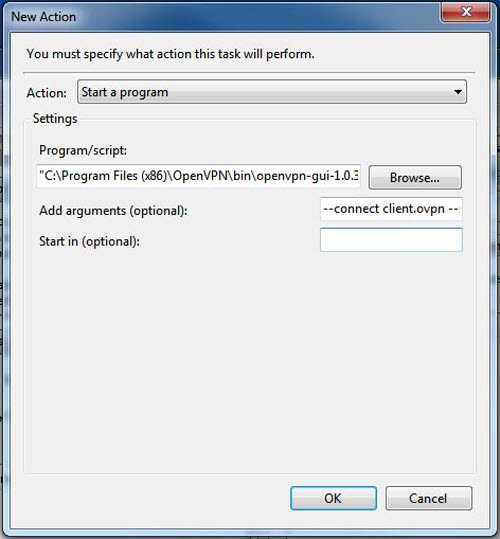 New Action
You must specify what action this task will perform.
Action: Start a program
Settings
Program/script:
"C:\Program Files (x86)\OpenVPN\bin\openvpn-gui-1.0.3 Browse...
Add arguments (optional): --connect client.ovpn --
Start in (optional):
OK Cancel